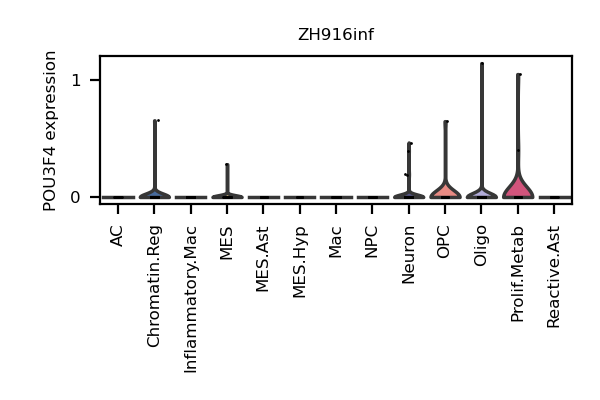 ZH916inf
POU3F4 expression
1
0
AC
Chromatin.Reg
Inflammatory.Mac
MES
MES.Ast
MES.Hyp
Mac
NPC
Neuron
OPC
Oligo
Prolif.Metab
Reactive.Ast